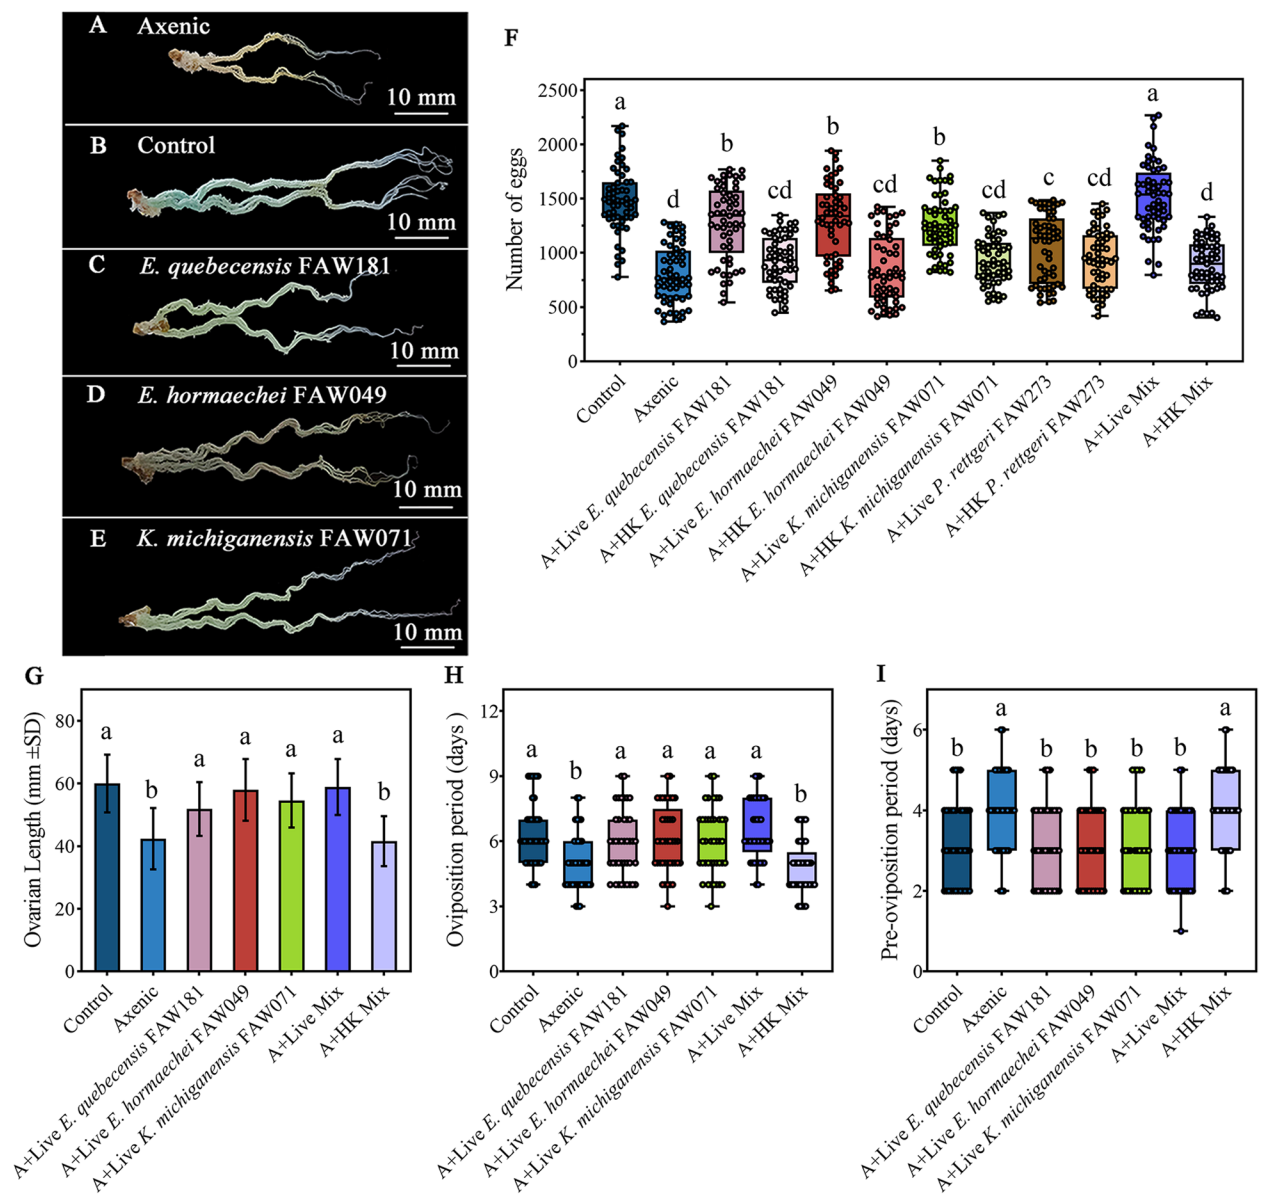 A Axenic
10 mm
B Control
10 mm
C E. quebecensis FAW181
10 mm
D E. hormaechei FAW049
10 mm
E K. michiganensis FAW071
10 mm
F
Number of eggs
2500
2000
1500
1000
500
0
a
d
b
cd
b
cd
b
cd
c
cd
a
d
Control
Axenic
A+Live E. quebecensis FAW181
A+HK E. quebecensis FAW181
A+Live E. hormaechei FAW049
A+HK E. hormaechei FAW049
A+Live K. michiganensis FAW071
A+HK K. michiganensis FAW071
A+Live P. rettgeri FAW273
A+HK P. rettgeri FAW273
A+Live Mix
A+HK Mix
G
Ovarian Length (mm ±SD)
80
60
40
20
0
a
b
a
a
a
a
b
Control
Axenic
A+Live E. quebecensis FAW181
A+Live E. hormaechei FAW049
A+Live K. michiganensis FAW071
A+Live Mix
A+HK Mix
H
Oviposition period (days )
12
9
6
3
0
a
b
a
a
a
a
b
Control
Axenic
A+Live E. quebecensis FAW181
A+Live E. hormaechei FAW049
A+Live K. michiganensis FAW071
A+Live Mix
A+HK Mix
I
Pre-oviposition period (days)
6
4
2
0
b
a
b
b
b
b
a
Control
Axenic
A+Live E. quebecensis FAW181
A+Live E. hormaechei FAW049
A+Live K. michiganensis FAW071
A+Live Mix
A+HK Mix